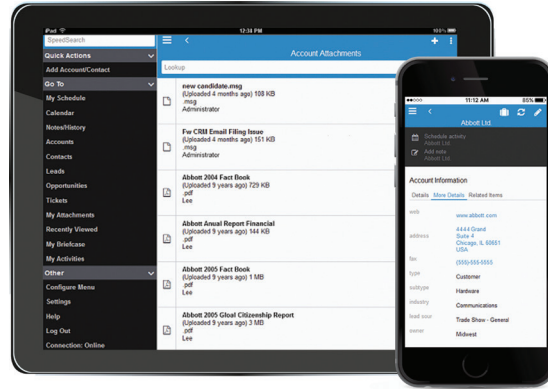 iPad
12:38 PM
100%
SpeedSearch
Quick Actions
Add Account/Contact
Go To
My Schedule
Calendar
Notes/History
Accounts
Contacts
Leads
Opportunities
Tickets
My Attachments
Recently Viewed
My Briefcase
My Activities
Other
Configure Menu
Settings
Help
Log Out
Connection: Online
Account Attachments
Lookup
new candidate.msg
(Uploaded 4 months ago) 108 KB
.msg
Administrator
Fw CRM Email Filing Issue
(Uploaded 4 months ago) 151 KB
.msg
Administrator
Abbott 2004 Fact Book
(Uploaded 9 years ago) 729 KB
.pdf
Lee
Abbott Anual Report Financial
(Uploaded 9 years ago) 144 KB
.pdf
Lee
Abbott 2005 Fact Book
(Uploaded 9 years ago) 1 MB
.pdf
Lee
Abbott 2005 Gloal Citizenship Report
(Uploaded 9 years ago) 3 MB
.pdf
Lee
11:12 AM
85%
Abbott Ltd.
Schedule activity
Abbott Ltd.
Add note
Abbott Ltd.
Account Information
Details More Details Related Items
web www.abbott.com
address 4444 Grand
Suite 4
Chicago, IL 60651
USA
fax (555)-555-5555
type Customer
subtype Hardware
industry Communications
lead sour Trade Show - General
owner Midwest